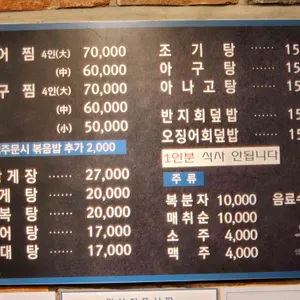 어 찜 4인(大) 70,000
(中) 60,000
구 찜 4인(大) 70,000
(中) 60,000
(小) 50,000
주문시 볶음밥 추가 2,000
게 장 ······ 27,000
게 탕 ······ 20,000
복 탕 ······ 20,000
어 탕 ······ 17,000
대 탕 ······ 17,000
조 기 탕 ······ 15
아 구 탕 ······ 15
아 나 고 탕 ······ 15
반지회덮밥 ······ 15
오징어회덮밥 ······ 15
1인분 식사 안됩니다
주 류
복분자 10,000 음료수
매취순 10,000
소 주 4,000
맥 주 4,000